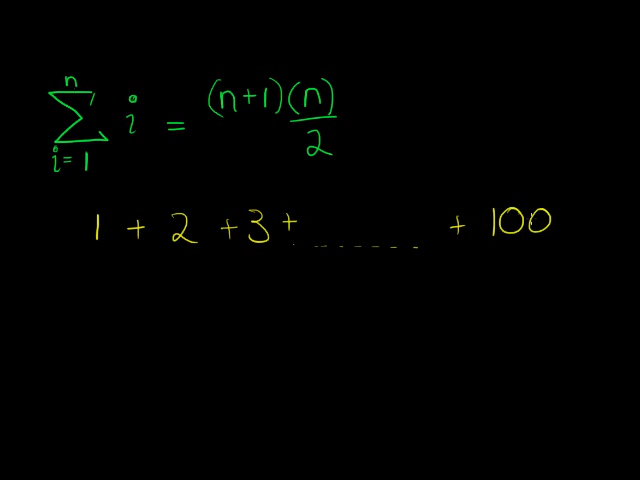 n
∑ i = (n+1)(n)/2
i=1
1 + 2 + 3 + ------- + 100